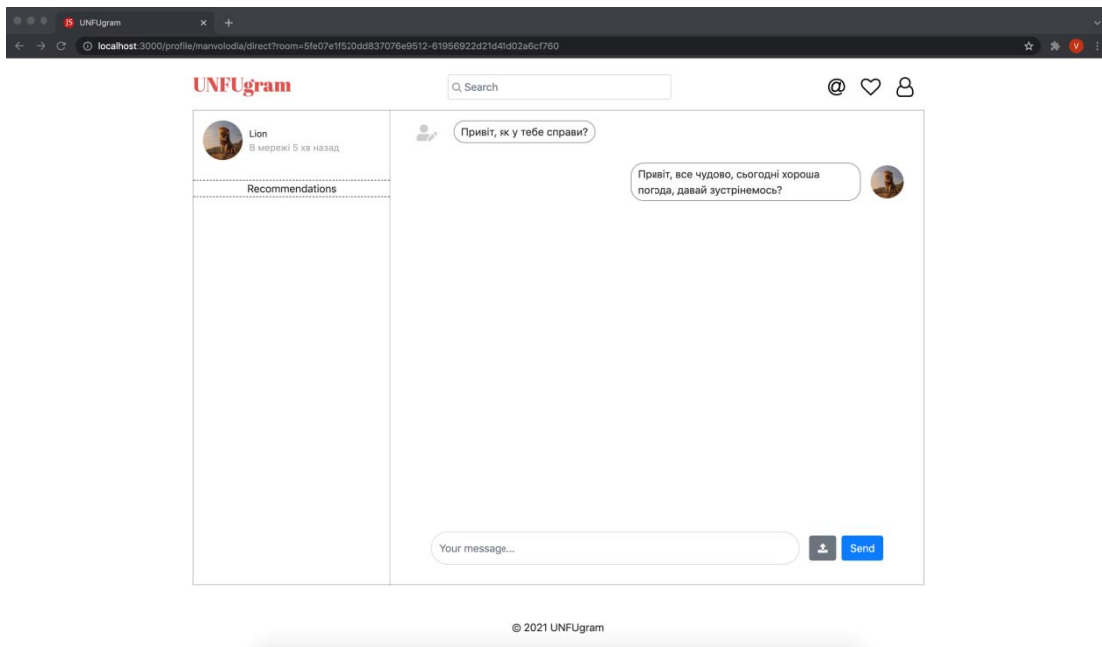 UNFUgram
localhost:3000/profile/manvolodia/direct?room=5fe07e1f520dd837076e9512-61956922d21d41d02a6cf760
V
UNFUgram
Search
@
Lion
В мережі 5 хв назад
Recommendations
Привіт, як у тебе справи?
Привіт, все чудово, сьогодні хороша
погода, давай зустрінемось?
Your message...
Send
© 2021 UNFUgram